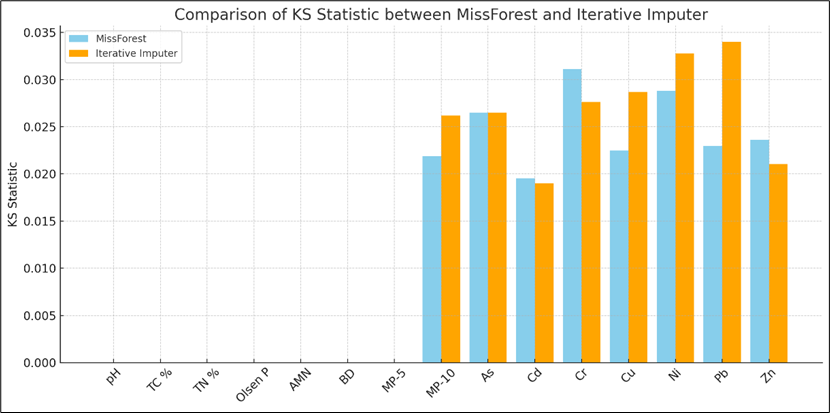 Comparison of KS Statistic between MissForest and Iterative Imputer
MissForest
Iterative Imputer
KS Statistic
0.035
0.030
0.025
0.020
0.015
0.010
0.005
0.000
pH
TC %
TN %
Olsen P
AMN
BD
MP-5
MP-10
As
Cd
Cr
Cu
Ni
Pb
Zn